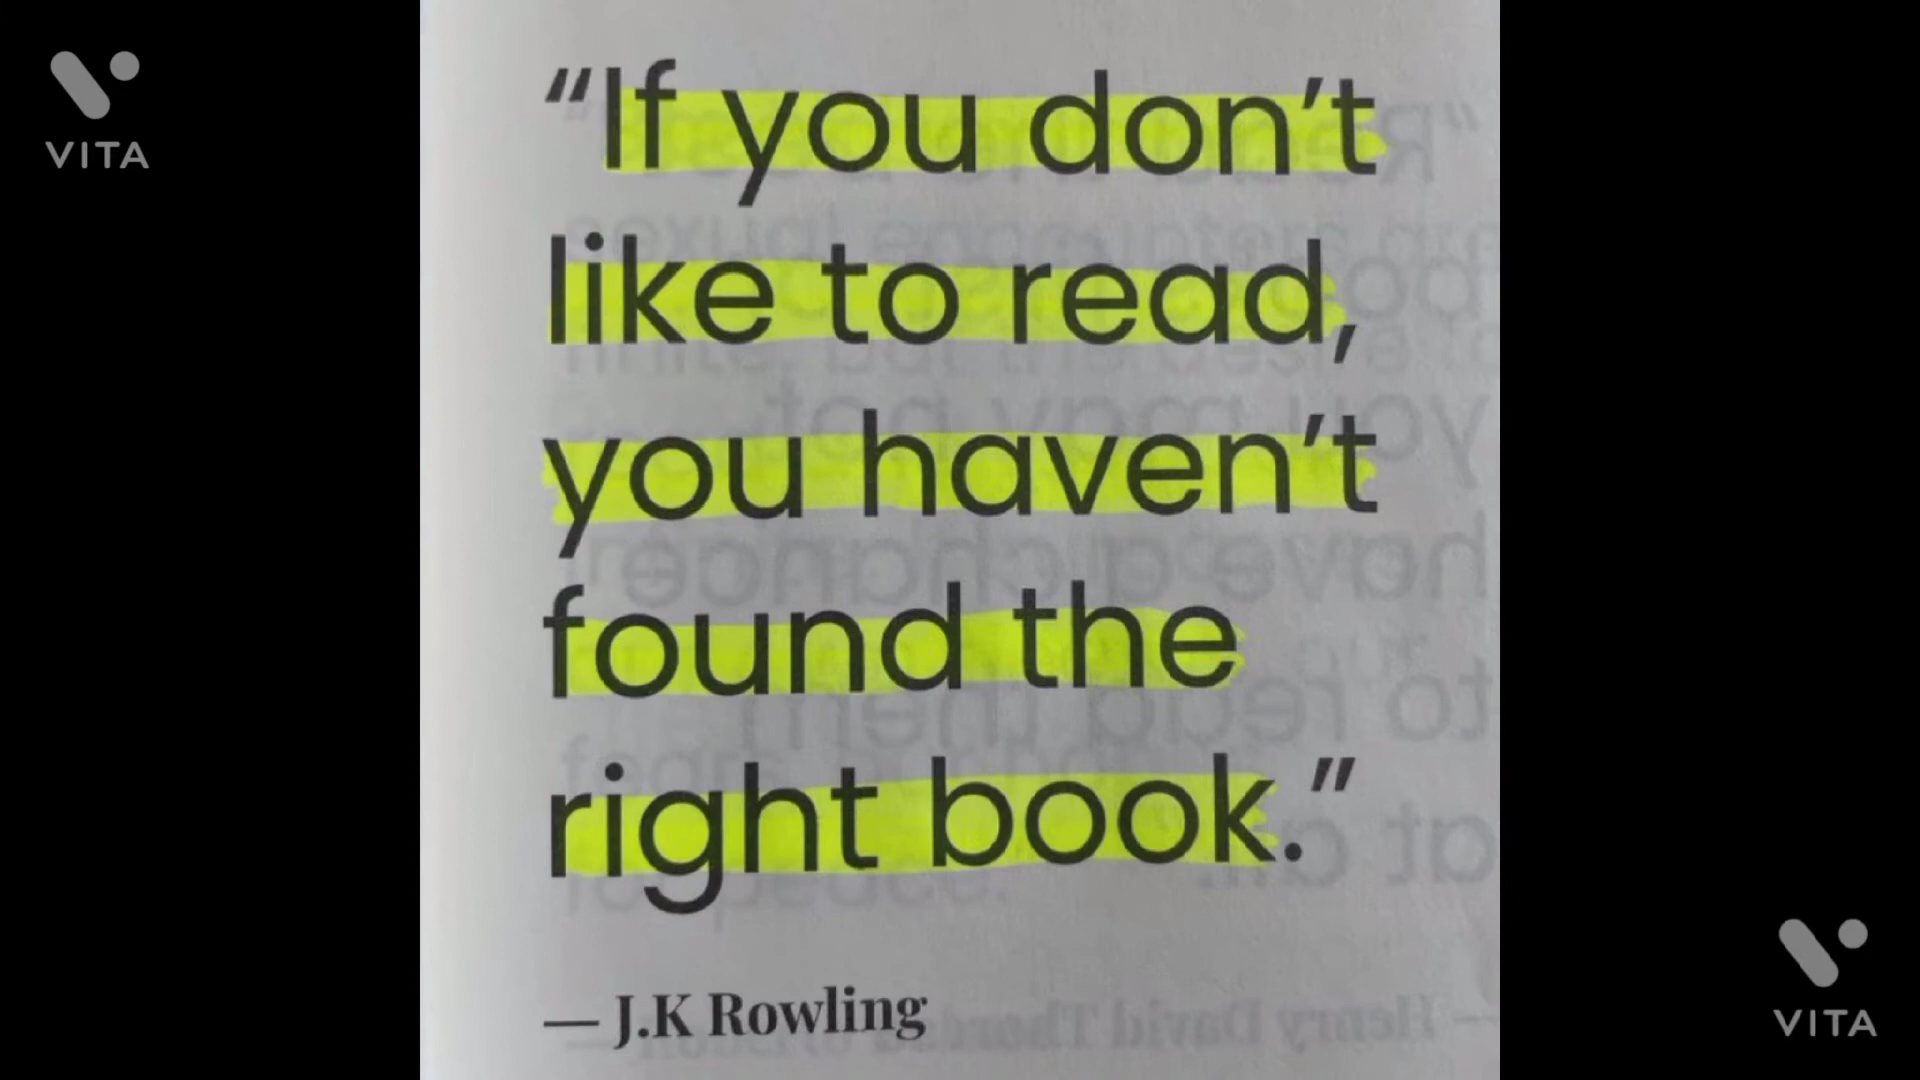 VITA
“If you don’t
like to read,
you haven’t
found the
right book.”
— J.K Rowling
VITA